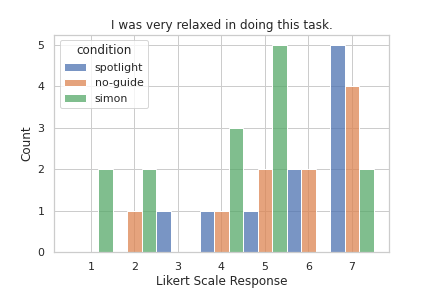 I was very relaxed in doing this task.
condition
spotlight
no-guide
simon
Count
5
4
3
2
1
0
1 2 3 4 5 6 7
Likert Scale Response